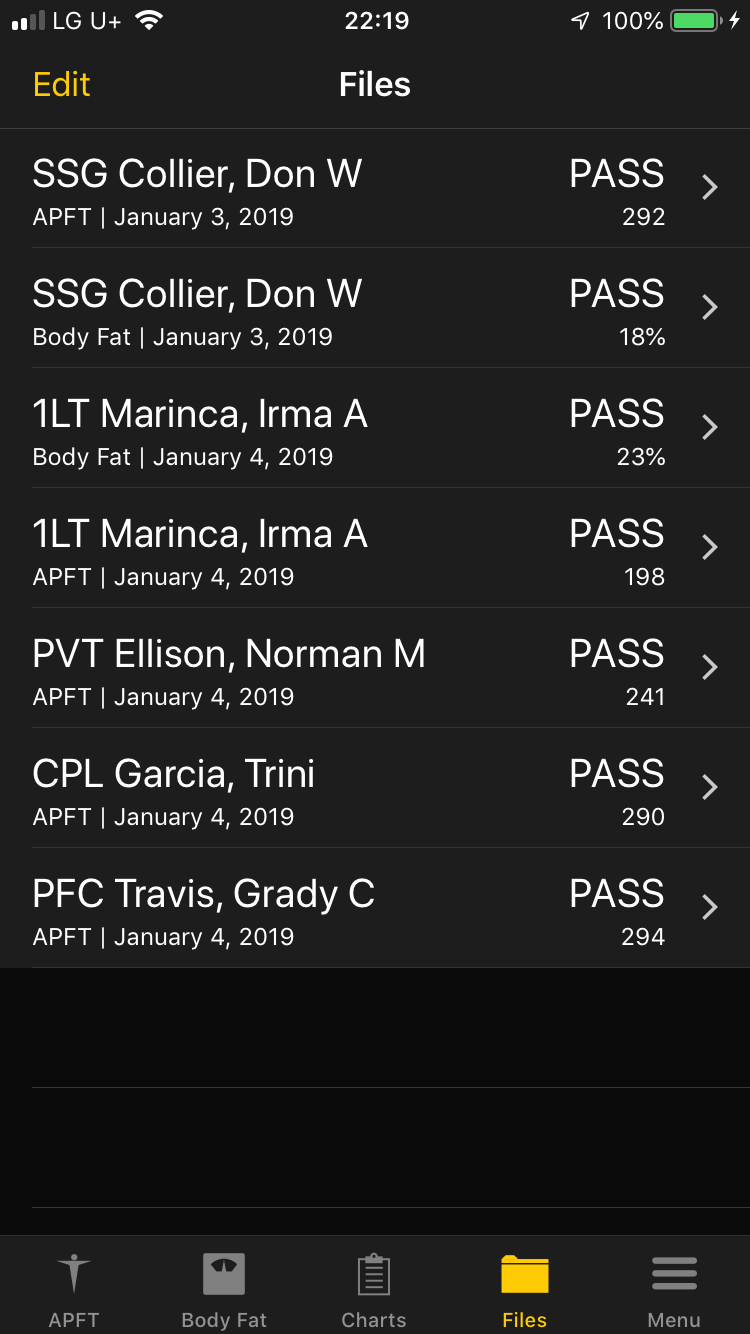 LG U+ 22:19 100%
Edit Files
SSG Collier, Don W PASS
APFT | January 3, 2019 292
SSG Collier, Don W PASS
Body Fat | January 3, 2019 18%
1LT Marinca, Irma A PASS
Body Fat | January 4, 2019 23%
1LT Marinca, Irma A PASS
APFT | January 4, 2019 198
PVT Ellison, Norman M PASS
APFT | January 4, 2019 241
CPL Garcia, Trini PASS
APFT | January 4, 2019 290
PFC Travis, Grady C PASS
APFT | January 4, 2019 294
APFT Body Fat Charts Files Menu